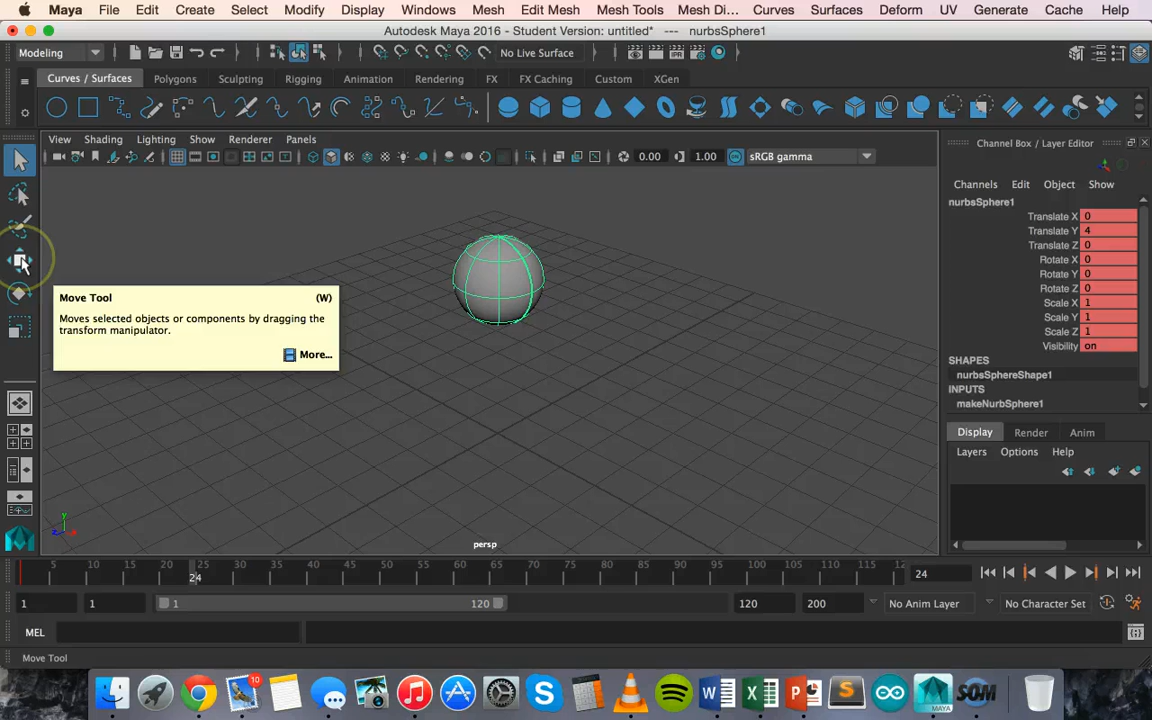 Maya File Edit Create Select Modify Display Windows Mesh Edit Mesh Mesh Tools Mesh Di... Curves Surfaces Deform UV Generate Cache Help
Autodesk Maya 2016 - Student Version: untitled* --- nurbsSphere1
Modeling No Live Surface
Curves / Surfaces Polygons Sculpting Rigging Animation Rendering FX FX Caching Custom XGen
View Shading Lighting Show Renderer Panels
0.00 1.00 ON sRGB gamma
Channel Box / Layer Editor
Channels Edit Object Show
nurbsSphere1
Translate X 0
Translate Y 4
Translate Z 0
Rotate X 0
Rotate Y 0
Rotate Z 0
Scale X 1
Scale Y 1
Scale Z 1
Visibility on
SHAPES
nurbsSphereShape1
INPUTS
makeNurbSphere1
Move Tool (W)
Moves selected objects or components by dragging the
transform manipulator.
More...
Display Render Anim
Layers Options Help
y
z x
persp
5 10 15 20 25 30 35 40 45 50 55 60 65 70 75 80 85 90 95 100 105 110 115 12
24
24
1 1 1 120 120 200 No Anim Layer No Character Set
MEL
Move Tool
10
MAYA
SOM